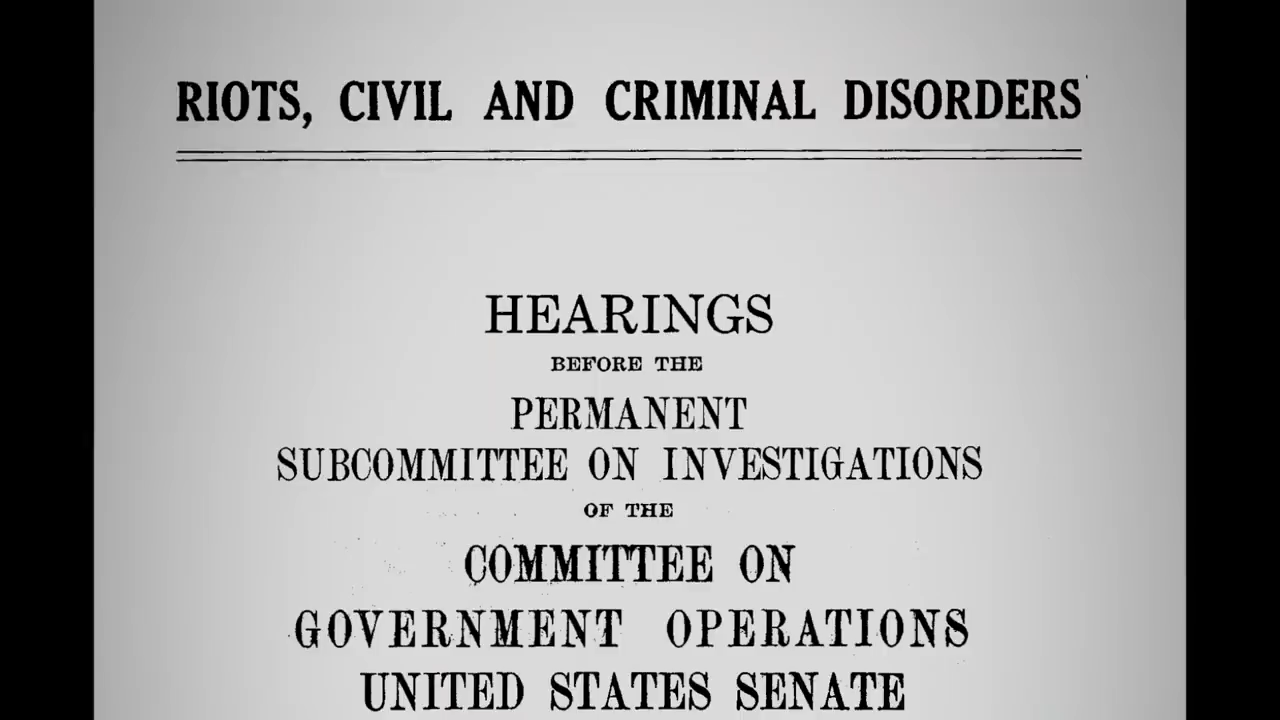 RIOTS, CIVIL AND CRIMINAL DISORDERS
HEARINGS
BEFORE THE
PERMANENT
SUBCOMMITTEE ON INVESTIGATIONS
OF THE
COMMITTEE ON
GOVERNMENT OPERATIONS
UNITED STATES SENATE